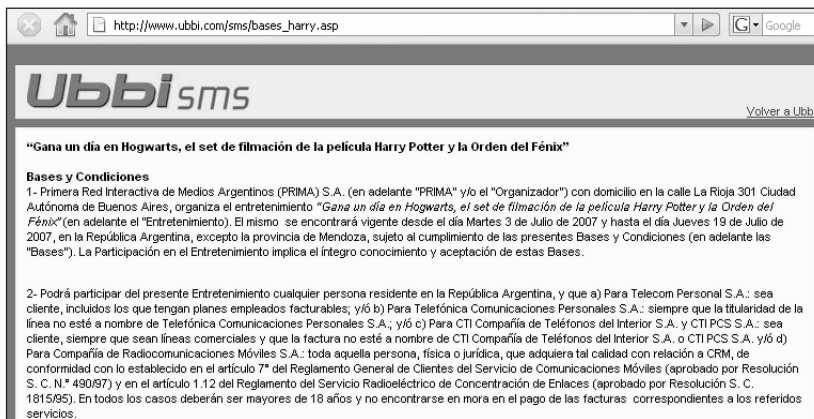 http://www.ubbi.com/sms/bases_harry.asp
G Google
Ubbi sms
Volver a Ubb
“Gana un día en Hogwarts, el set de filmación de la película Harry Potter y la Orden del Fénix”
Bases y Condiciones
1- Primera Red Interactiva de Medios Argentinos (PRIMA) S.A. (en adelante "PRIMA" y/o el "Organizador") con domicilio en la calle La Rioja 301 Ciudad
Autónoma de Buenos Aires, organiza el entretenimiento "Gana un día en Hogwarts, el set de filmación de la película Harry Potter y la Orden del
Fénix" (en adelante el "Entretenimiento). El mismo se encontrará vigente desde el día Martes 3 de Julio de 2007 y hasta el día Jueves 19 de Julio de
2007, en la República Argentina, excepto la provincia de Mendoza, sujeto al cumplimiento de las presentes Bases y Condiciones (en adelante las
"Bases"). La Participación en el Entretenimiento implica el íntegro conocimiento y aceptación de estas Bases.
2- Podrá participar del presente Entretenimiento cualquier persona residente en la República Argentina, y que a) Para Telecom Personal S.A.: sea
cliente, incluidos los que tengan planes empleados facturables; y/ó b) Para Telefónica Comunicaciones Personales S.A.: siempre que la titularidad de la
línea no esté a nombre de Telefónica Comunicaciones Personales S.A.; y/ó c) Para CTI Compañía de Teléfonos del Interior S.A. y CTI PCS S.A.: sea
cliente, siempre que sean líneas comerciales y que la factura no esté a nombre de CTI Compañía de Teléfonos del Interior S.A. o CTI PCS S.A. y/ó d)
Para Compañía de Radiocomunicaciones Móviles S.A.: toda aquella persona, física o jurídica, que adquiera tal calidad con relación a CRM, de
conformidad con lo establecido en el artículo 7° del Reglamento General de Clientes del Servicio de Comunicaciones Móviles (aprobado por Resolución
S. C. N.° 490/97) y en el artículo 1.12 del Reglamento del Servicio Radioeléctrico de Concentración de Enlaces (aprobado por Resolución S. C.
1815/95). En todos los casos deberán ser mayores de 18 años y no encontrarse en mora en el pago de las facturas correspondientes a los referidos
servicios.